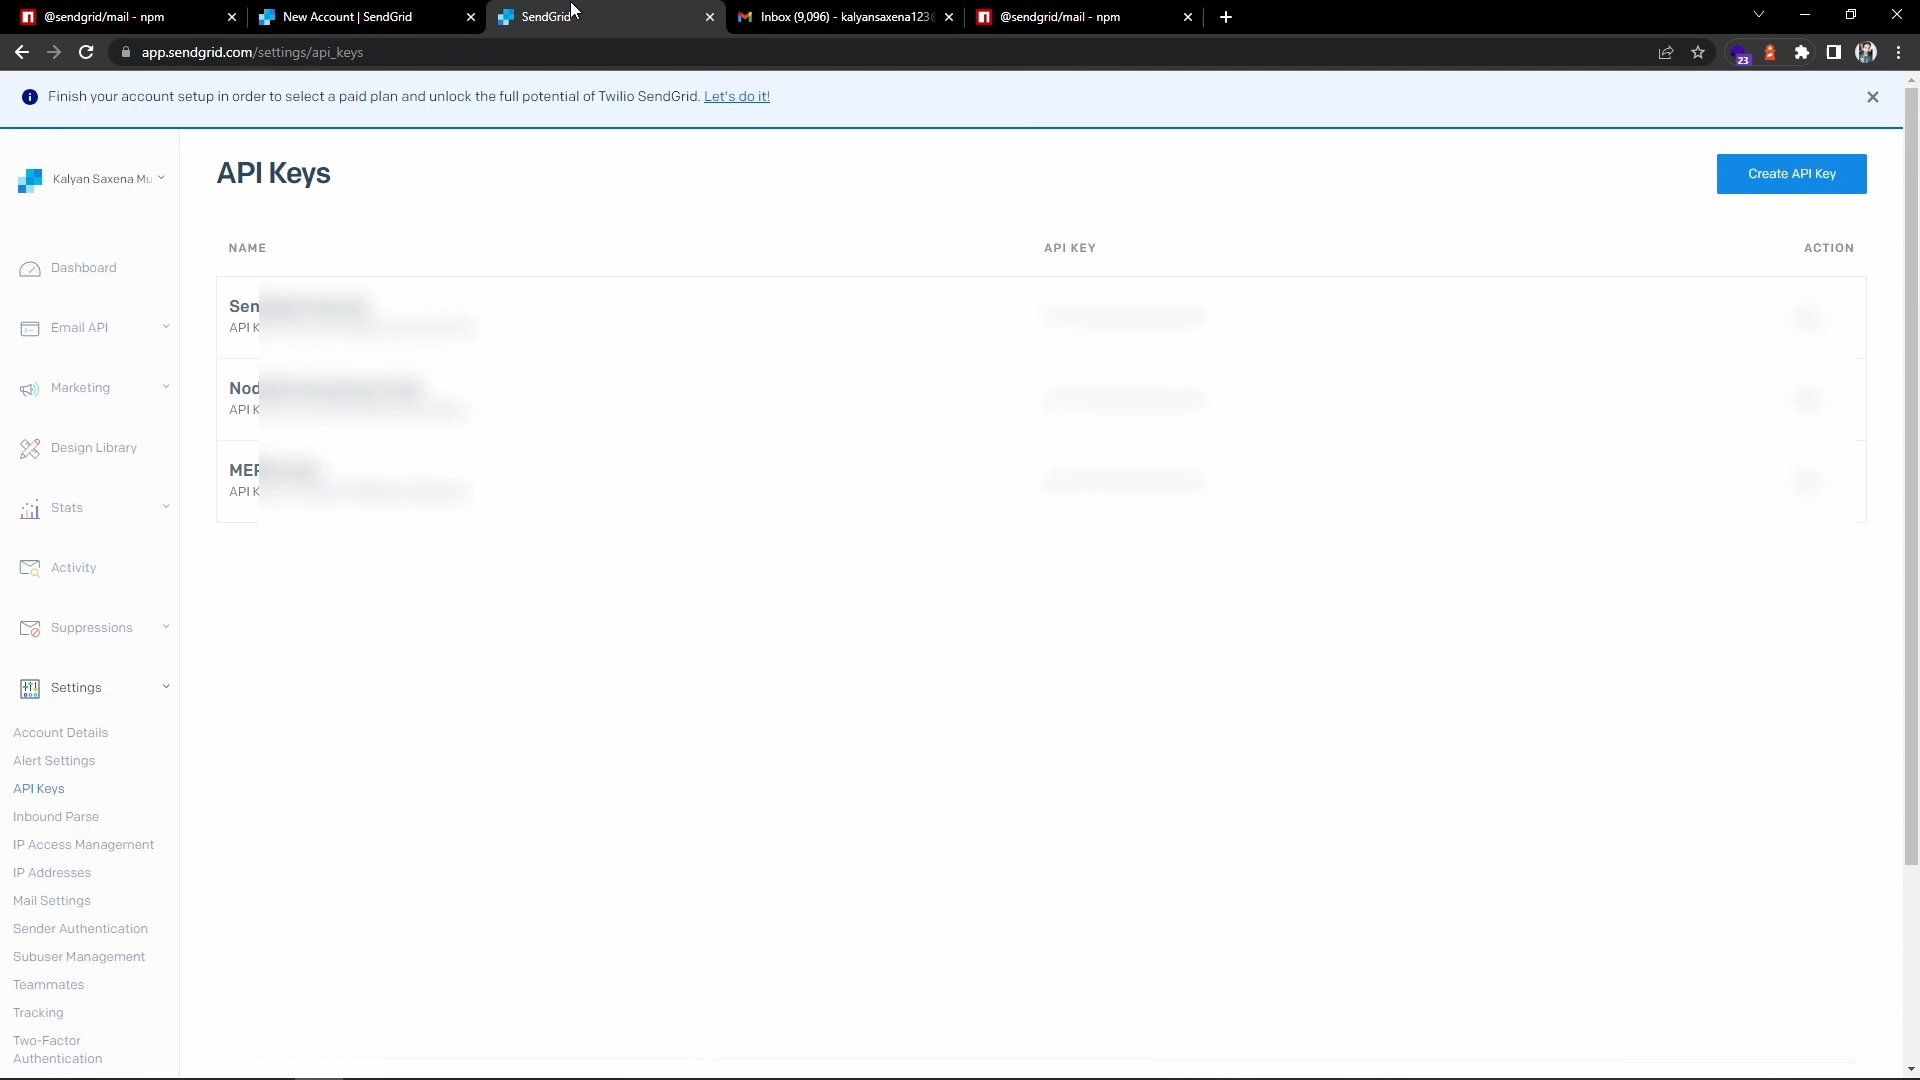 @sendgrid/mail - npm
New Account | SendGrid
SendGrid
Inbox (9,096) - kalyansaxena123
@sendgrid/mail - npm
app.sendgrid.com/settings/api_keys
23
Finish your account setup in order to select a paid plan and unlock the full potential of Twilio SendGrid. Let's do it!
Kalyan Saxena Mu
API Keys
Create API Key
NAME
API KEY
ACTION
Dashboard
Email API
Marketing
Design Library
Stats
Activity
Suppressions
Settings
Account Details
Alert Settings
API Keys
Inbound Parse
IP Access Management
IP Addresses
Mail Settings
Sender Authentication
Subuser Management
Teammates
Tracking
Two-Factor
Authentication
Sen
API K
Nod
API K
MER
API K